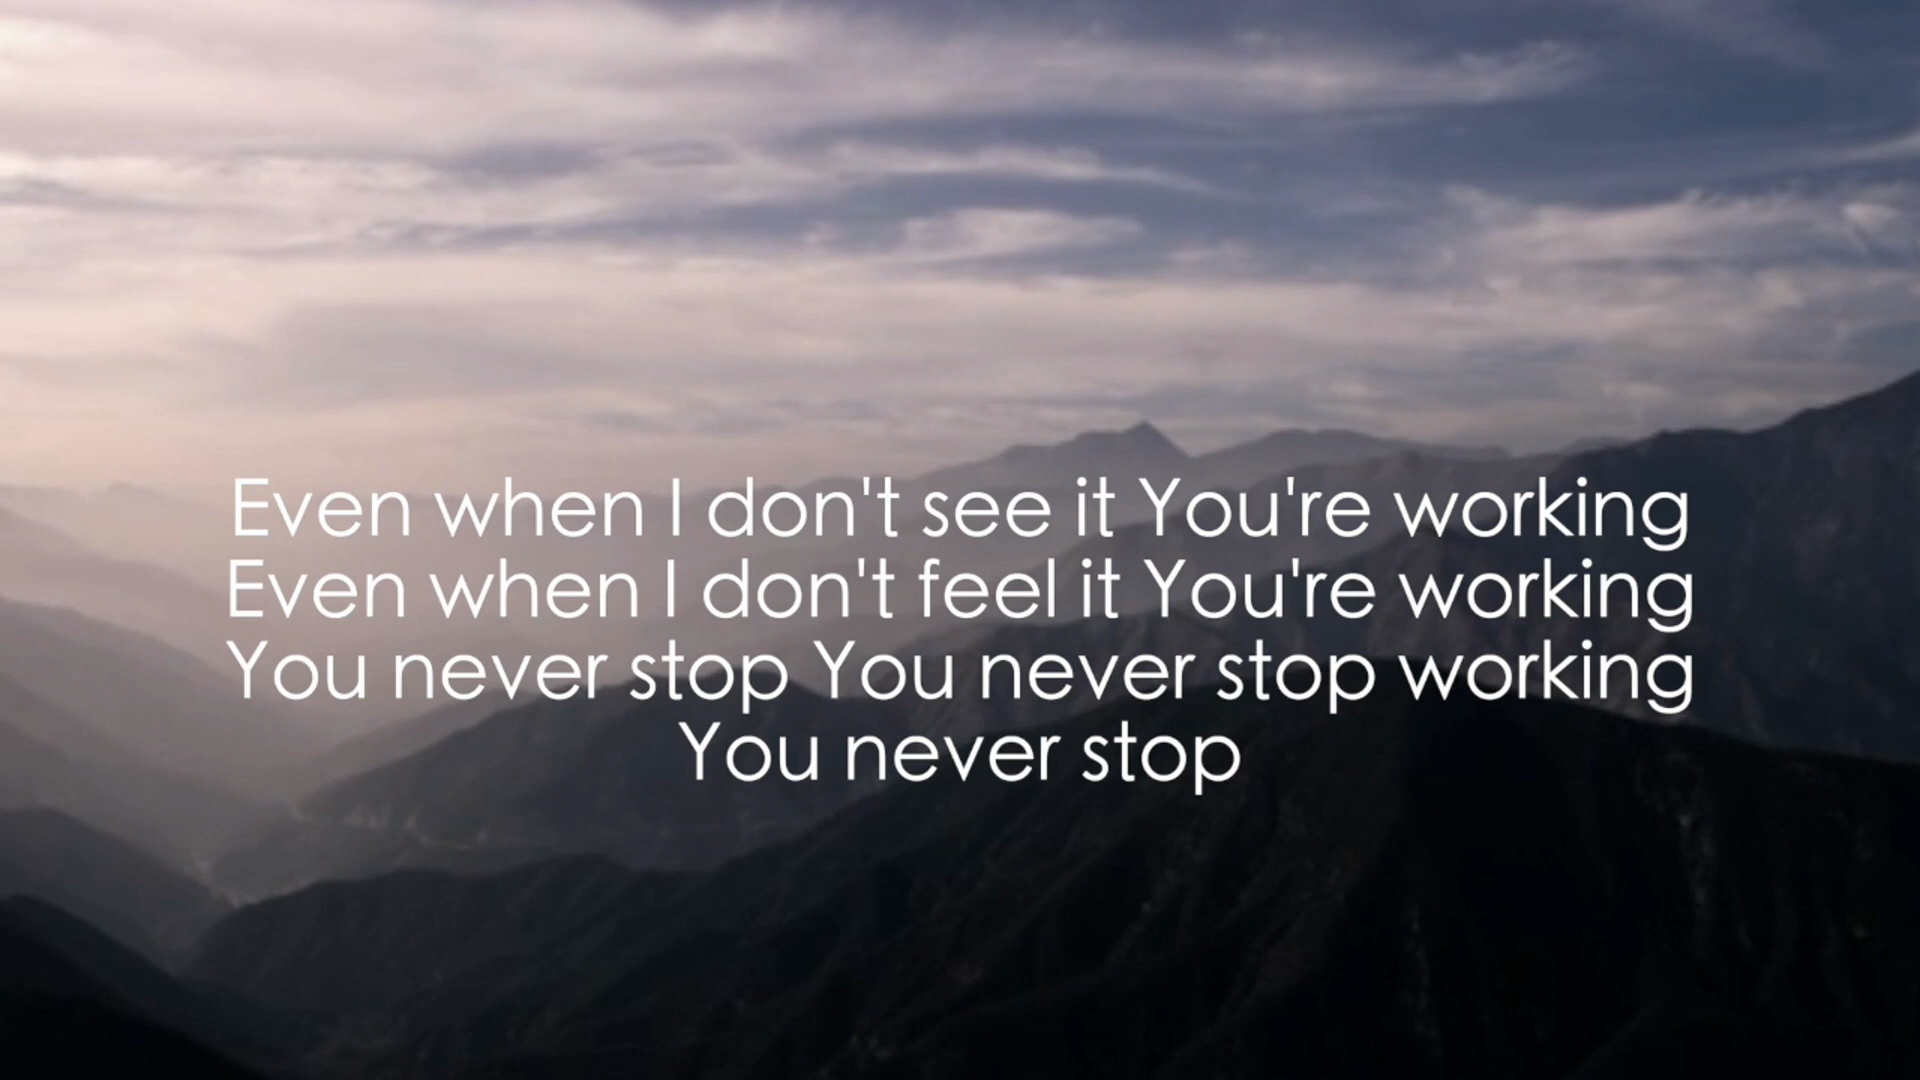 Even when I don't see it You're working
Even when I don't feel it You're working
You never stop You never stop working
You never stop